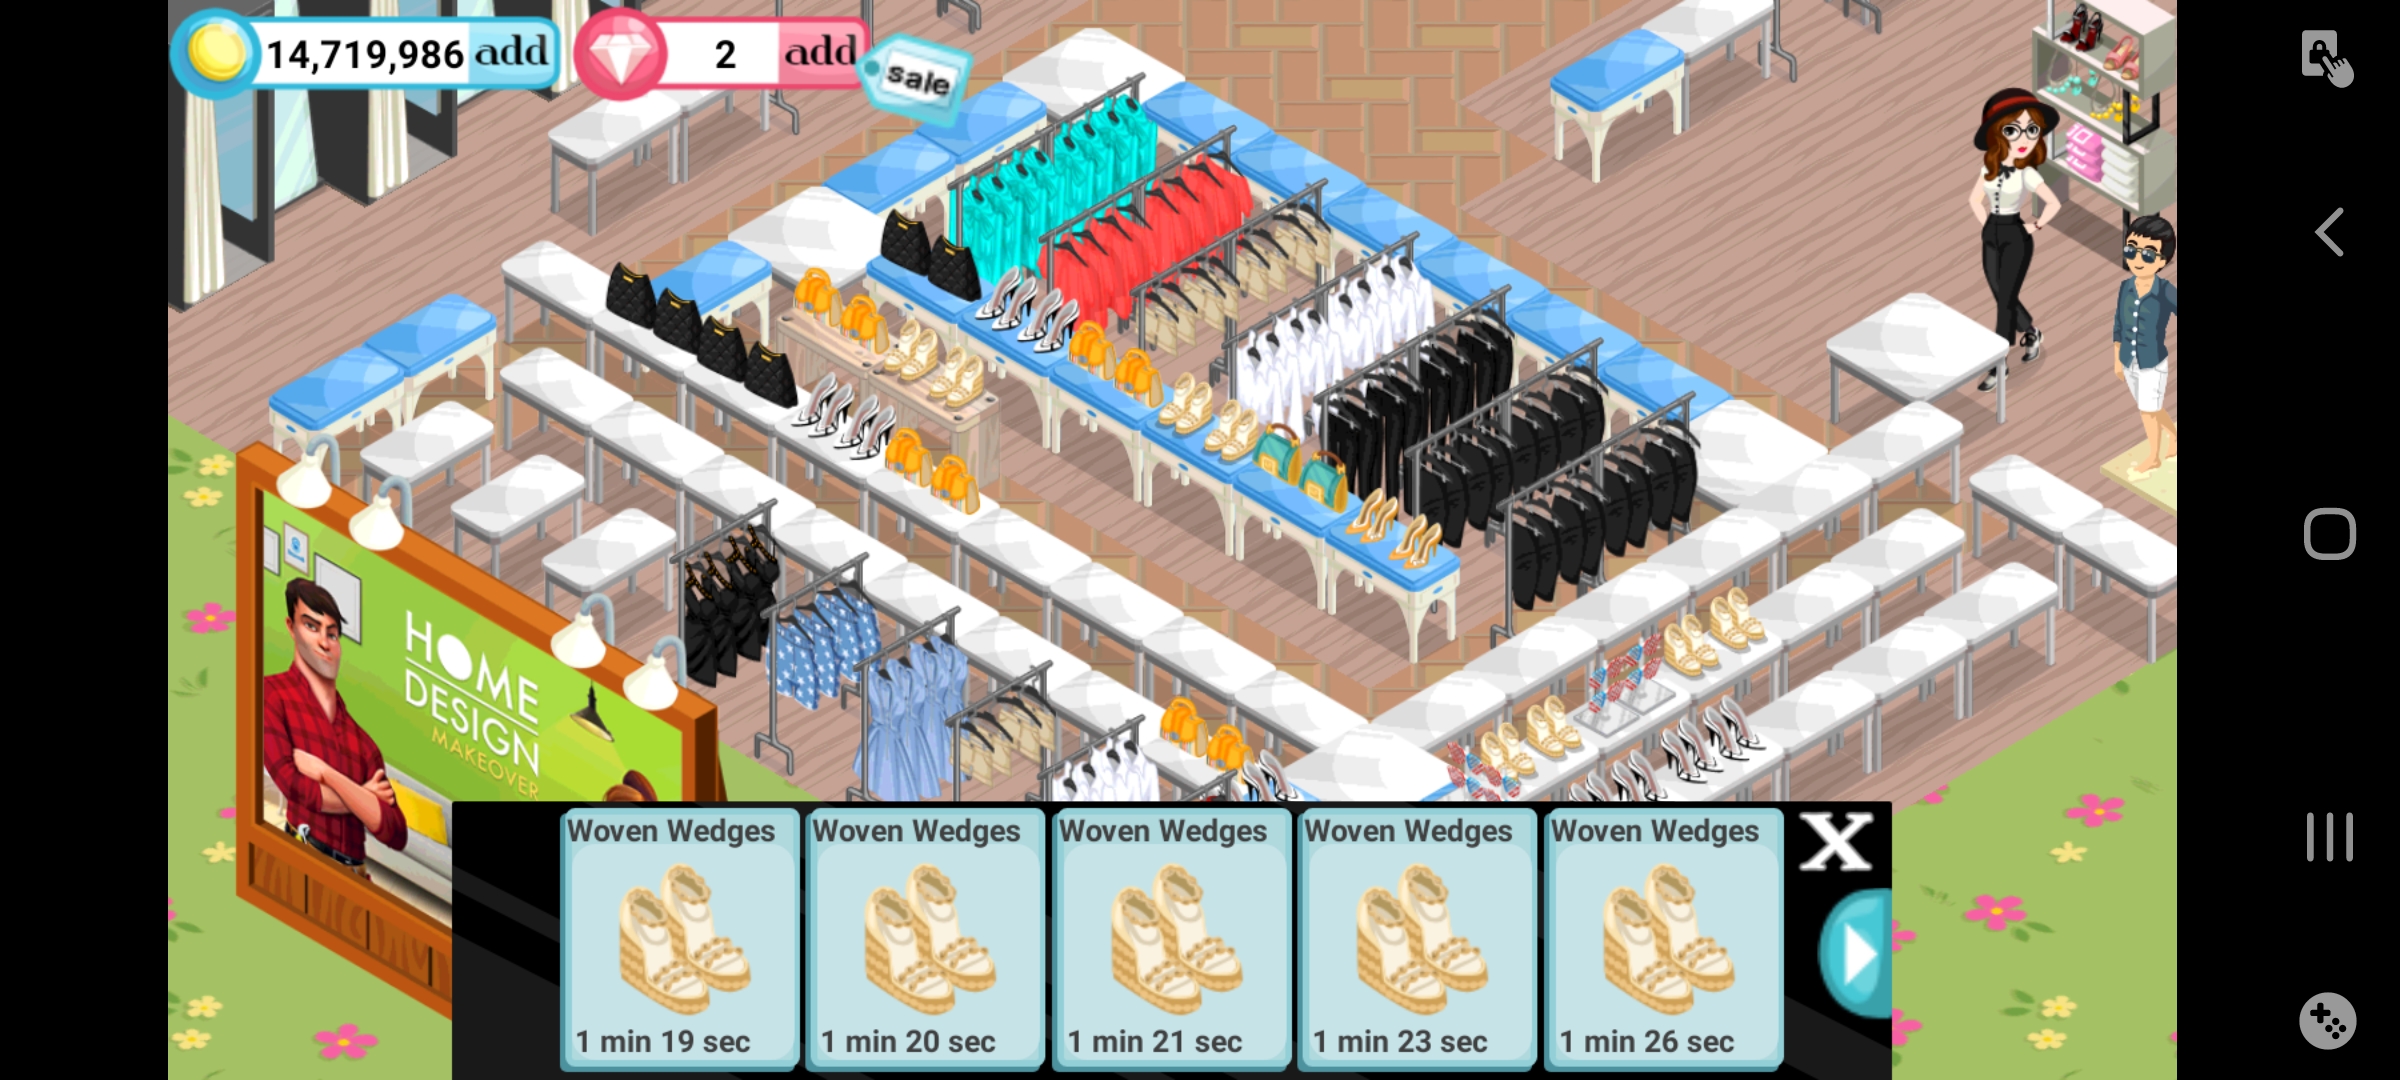 14,719,986 add
2 add
sale
HOME
DESIGN
MAKEOVER
Woven Wedges
1 min 19 sec
Woven Wedges
1 min 20 sec
Woven Wedges
1 min 21 sec
Woven Wedges
1 min 23 sec
Woven Wedges
1 min 26 sec
X